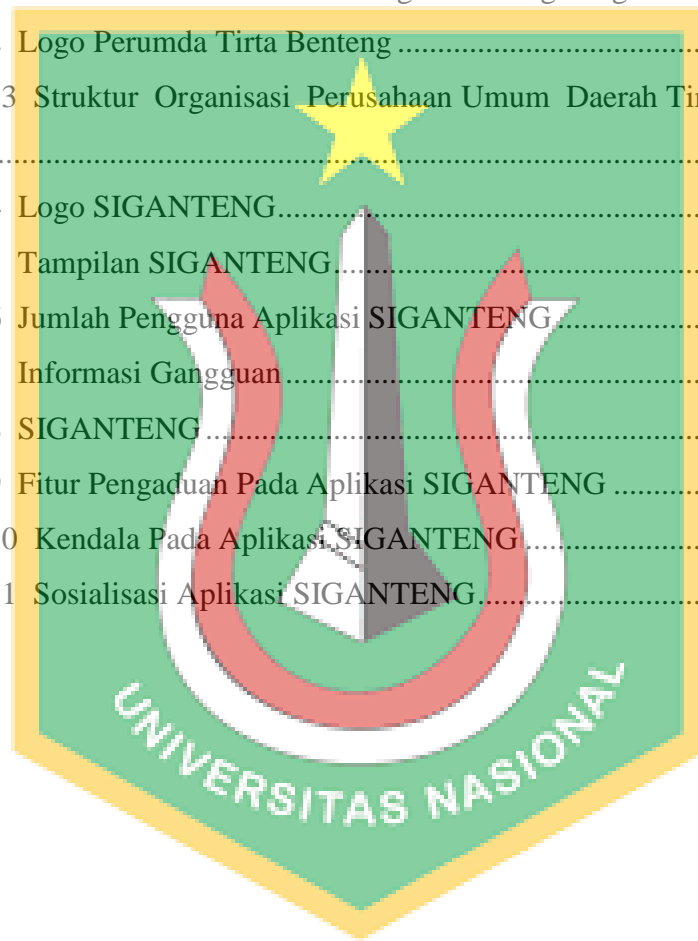 Logo Perumda Tirta Benteng ..........................................
3 Struktur Organisasi Perusahaan Umum Daerah
..........................................................................................
Logo SIGANTENG..........................................................
Tampilan SIGANTENG..................................................
Jumlah Pengguna Aplikasi SIGANTENG....................
Informasi Gangguan .........................................................
SIGANTENG.....................................................................
Fitur Pengaduan Pada Aplikasi SIGANTENG ............
0 Kendala Pada Aplikasi SIGANTENG........................
1 Sosialisasi Aplikasi SIGANTENG..............................
UNIVERSITAS NASIONAL